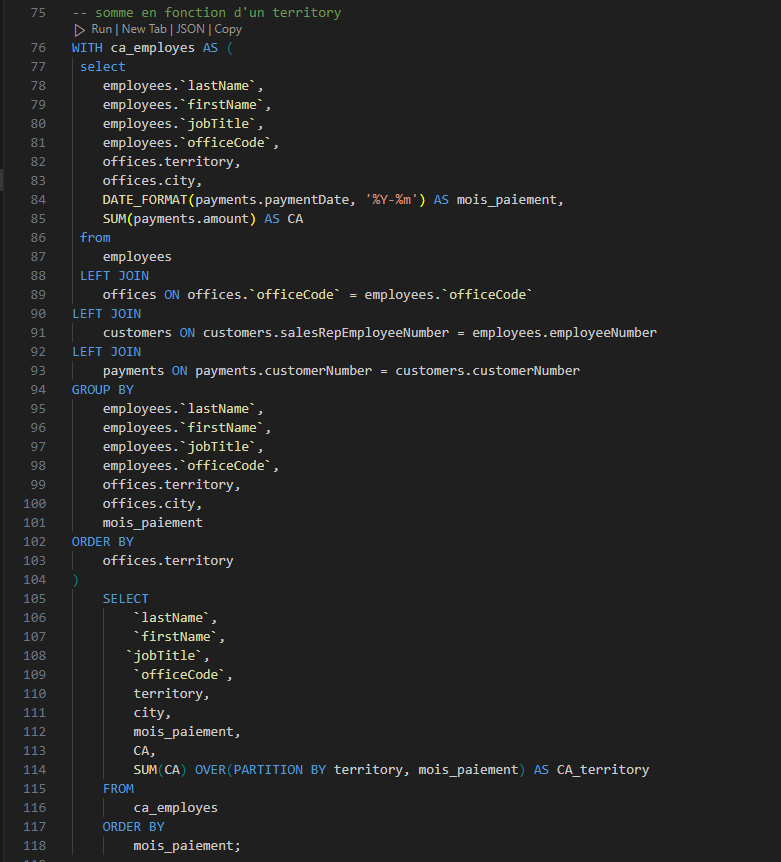 75 -- somme en fonction d'un territory
Run | New Tab | JSON | Copy
76 WITH ca_employes AS (
77 select
78 employees.`lastName`,
79 employees.`firstName`,
80 employees.`jobTitle`,
81 employees.`officeCode`,
82 offices.territory,
83 offices.city,
84 DATE_FORMAT(payments.paymentDate, '%Y-%m') AS mois_paiement,
85 SUM(payments.amount) AS CA
86 from
87 employees
88 LEFT JOIN
89 offices ON offices.`officeCode` = employees.`officeCode`
90 LEFT JOIN
91 customers ON customers.salesRepEmployeeNumber = employees.employeeNumber
92 LEFT JOIN
93 payments ON payments.customerNumber = customers.customerNumber
94 GROUP BY
95 employees.`lastName`,
96 employees.`firstName`,
97 employees.`jobTitle`,
98 employees.`officeCode`,
99 offices.territory,
100 offices.city,
101 mois_paiement
102 ORDER BY
103 offices.territory
104 )
105 SELECT
106 `lastName`,
107 `firstName`,
108 `jobTitle`,
109 `officeCode`,
110 territory,
111 city,
112 mois_paiement,
113 CA,
114 SUM(CA) OVER(PARTITION BY territory, mois_paiement) AS CA_territory
115 FROM
116 ca_employes
117 ORDER BY
118 mois_paiement;